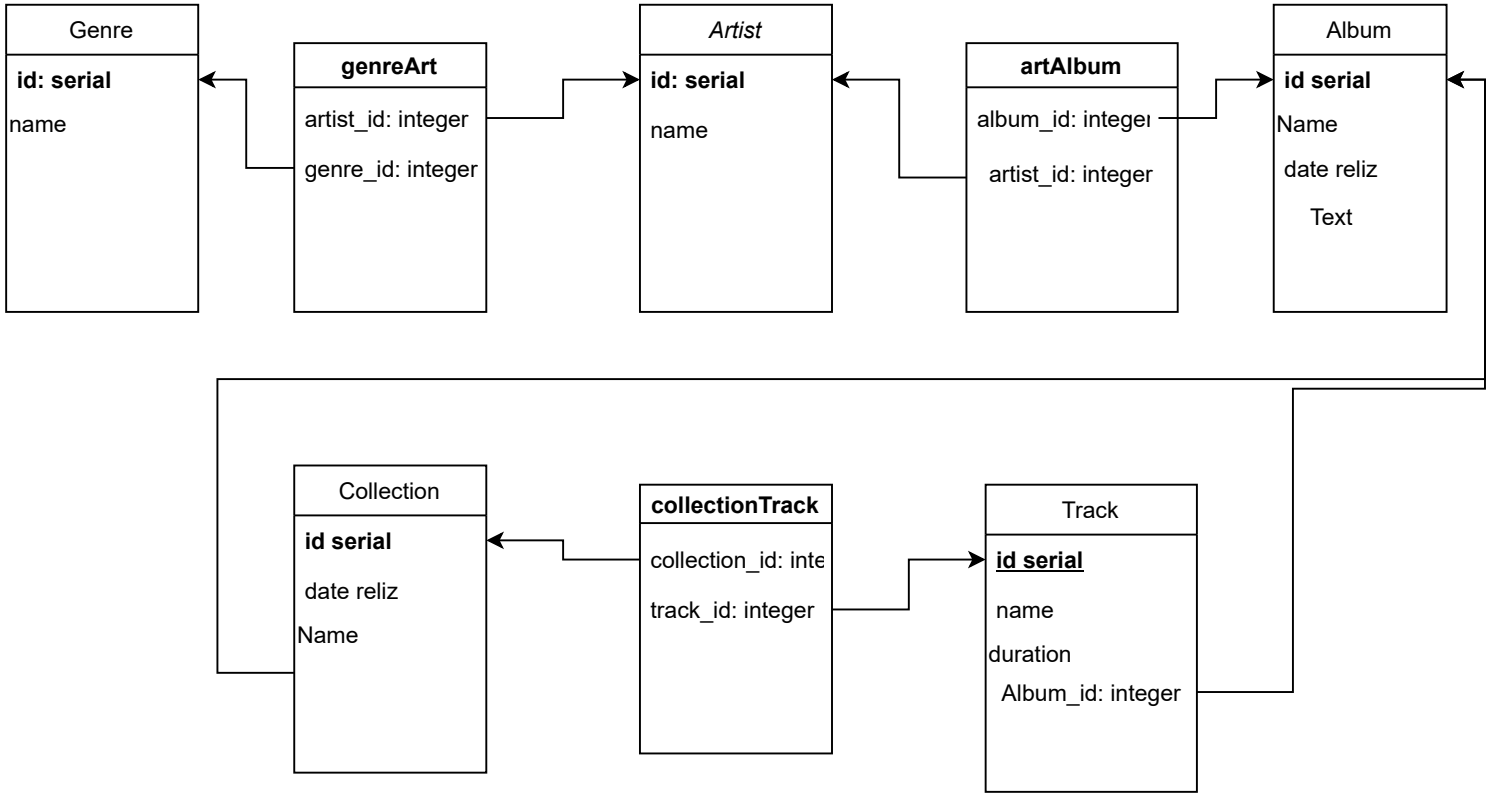 Genre
id: serial
name
genreArt
artist_id: integer
genre_id: integer
Artist
id: serial
name
artAlbum
album_id: integer
artist_id: integer
Album
id serial
Name
date reliz
Text
Collection
id serial
date reliz
Name
collectionTrack
collection_id: inte
track_id: integer
Track
id serial
name
duration
Album_id: integer